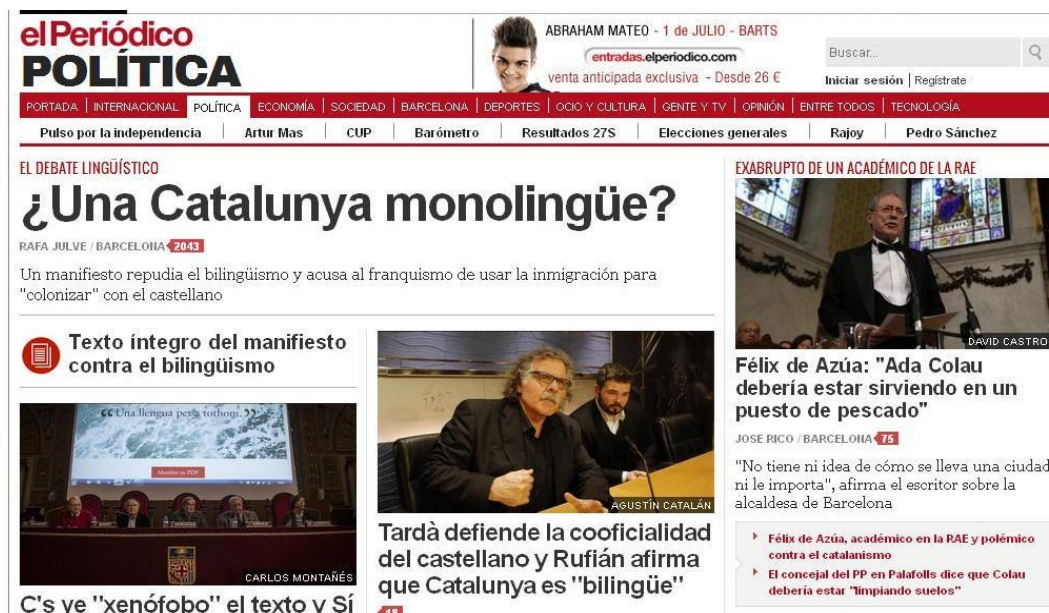 el Periódico
POLÍTICA
ABRAHAM MATEO - 1 de JULIO - BARTS
entradas.elperiodico.com
venta anticipada exclusiva - Desde 26 €
Buscar...
Iniciar sesión | Regístrate
PORTADA | INTERNACIONAL | POLÍTICA | ECONOMÍA | SOCIEDAD | BARCELONA | DEPORTES | OCIO Y CULTURA | GENTE Y TV | OPINIÓN | ENTRE TODOS | TECNOLOGÍA
Pulso por la independencia | Artur Mas | CUP | Barómetro | Resultados 27S | Elecciones generales | Rajoy | Pedro Sánchez
EL DEBATE LINGÜÍSTICO
¿Una Catalunya monolingüe?
RAFA JULVE / BARCELONA 2043
Un manifiesto repudia el bilingüismo y acusa al franquismo de usar la inmigración para
"colonizar" con el castellano
Texto íntegro del manifiesto
contra el bilingüismo
"Una llengua per a tothom."
CARLOS MONTAÑÉS
C's ve "xenófobo" el texto y Sí
AGUSTÍN CATALÁN
Tardà defiende la cooficialidad
del castellano y Rufián afirma
que Catalunya es "bilingüe"
48
EXABRUPTO DE UN ACADÉMICO DE LA RAE
DAVID CASTRO
Félix de Azúa: "Ada Colau
debería estar sirviendo en un
puesto de pescado"
JOSE RICO / BARCELONA 75
"No tiene ni idea de cómo se lleva una ciudad
ni le importa", afirma el escritor sobre la
alcaldesa de Barcelona
Félix de Azúa, académico en la RAE y polémico
contra el catalanismo
El concejal del PP en Palafolls dice que Colau
debería estar "limpiando suelos"